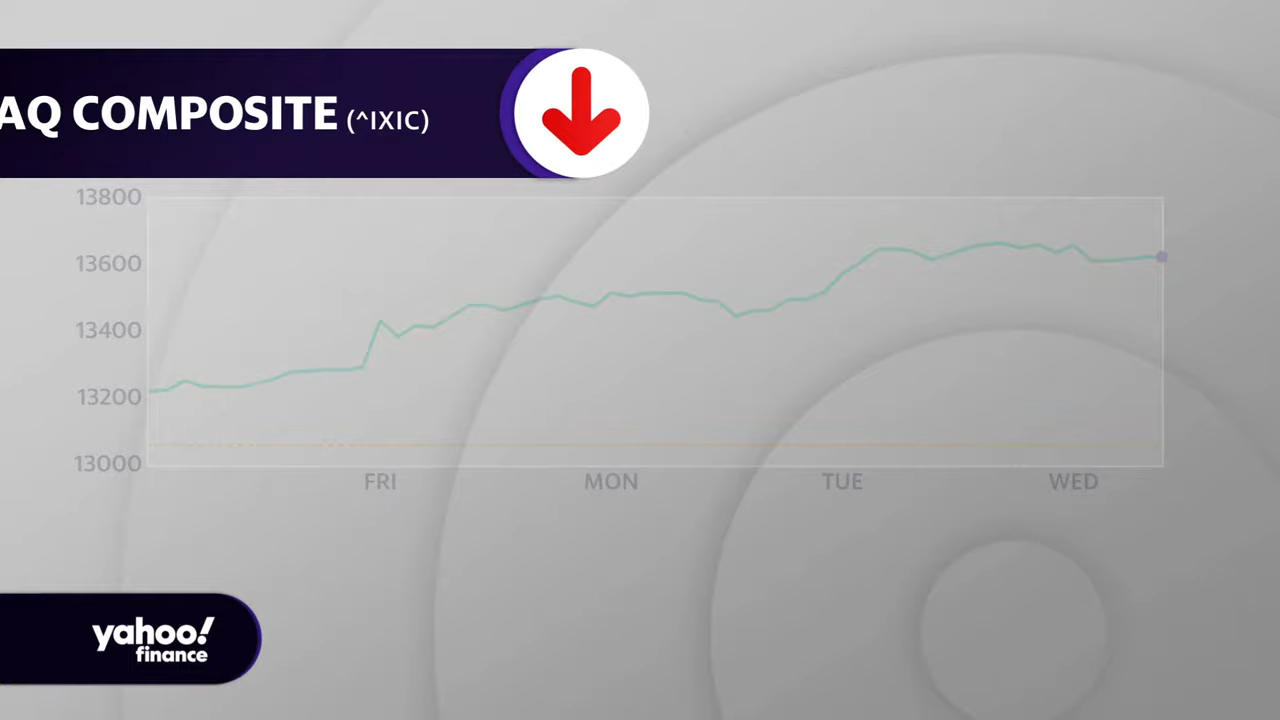 AQ COMPOSITE (^IXIC)
13800
13600
13400
13200
13000
FRI MON TUE WED
yahoo!
finance